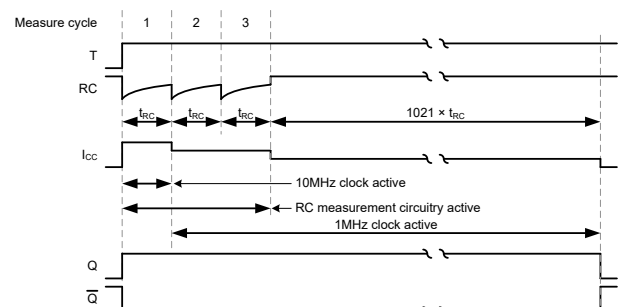 Measure cycle 1 2 3
T
RC
tRC tRC tRC 1021 × tRC
ICC
10MHz clock active
RC measurement circuitry active
1MHz clock active
Q
Q̅